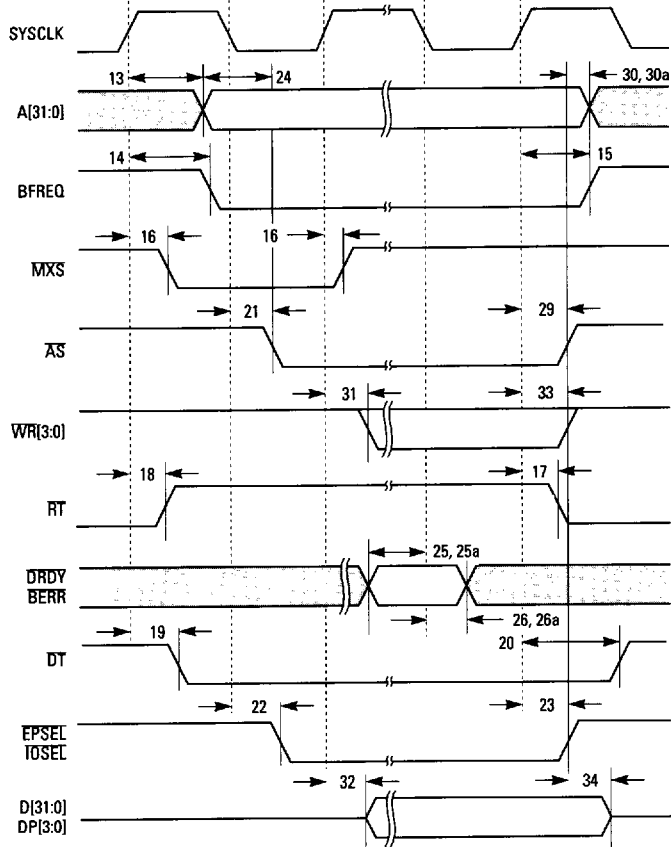 SYSCLK
13 24 30, 30a
A[31:0]
14 15
BFREQ
16 16
MXS
21 29
AS
31 33
WR[3:0]
18 17
RT
25, 25a
DRDY
BERR
26, 26a
19 20
DT
22 23
EPSEL
IOSEL
32 34
D[31:0]
DP[3:0]